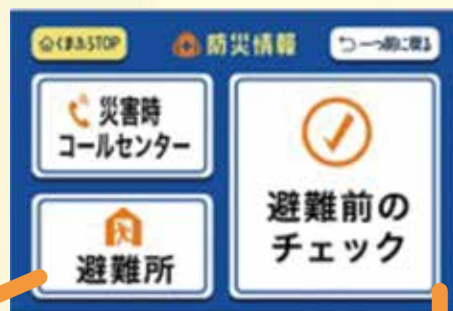 くまホSTOP
防災情報
一つ前に戻る
災害時
コールセンター
避難所
避難前の
チェック